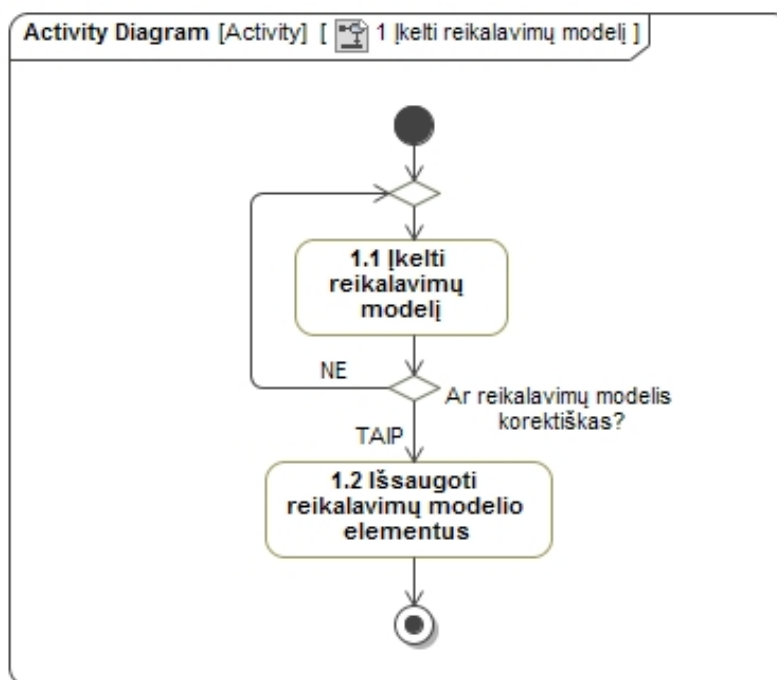 Activity Diagram [Activity] [ 1 Įkelti reikalavimų modelį ]
1.1 Įkelti
reikalavimų
modelį
NE
Ar reikalavimų modelis
korektiškas?
TAIP
1.2 Išsaugoti
reikalavimų modelio
elementus